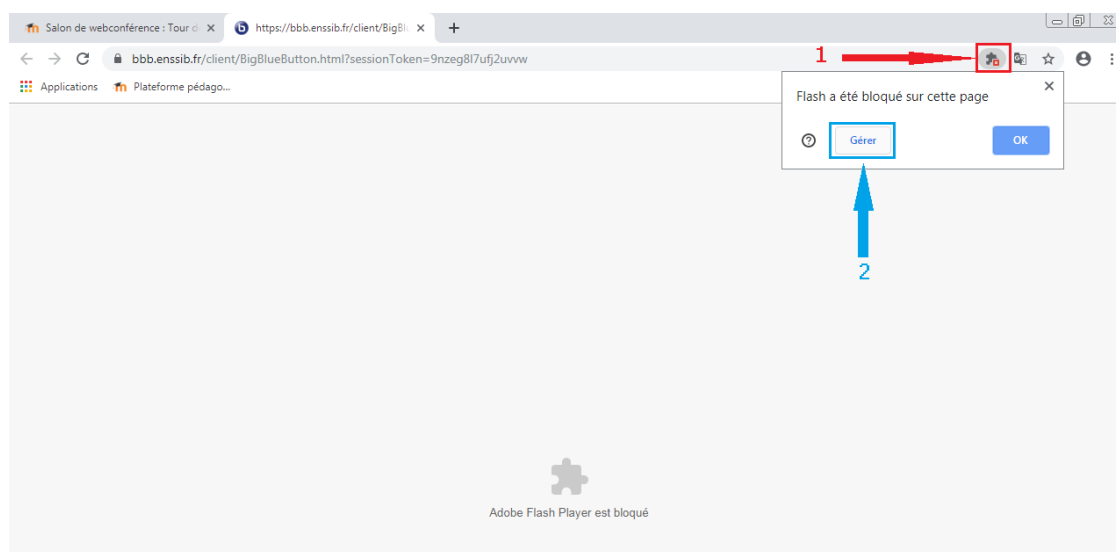 Salon de webconférence : Tour d
https://bbb.enssib.fr/client/BigBl
bbb.enssib.fr/client/BigBlueButton.html?sessionToken=9nzeg8l7ufj2uvvw
1
Applications
Plateforme pédago...
Flash a été bloqué sur cette page
Gérer
OK
2
Adobe Flash Player est bloqué